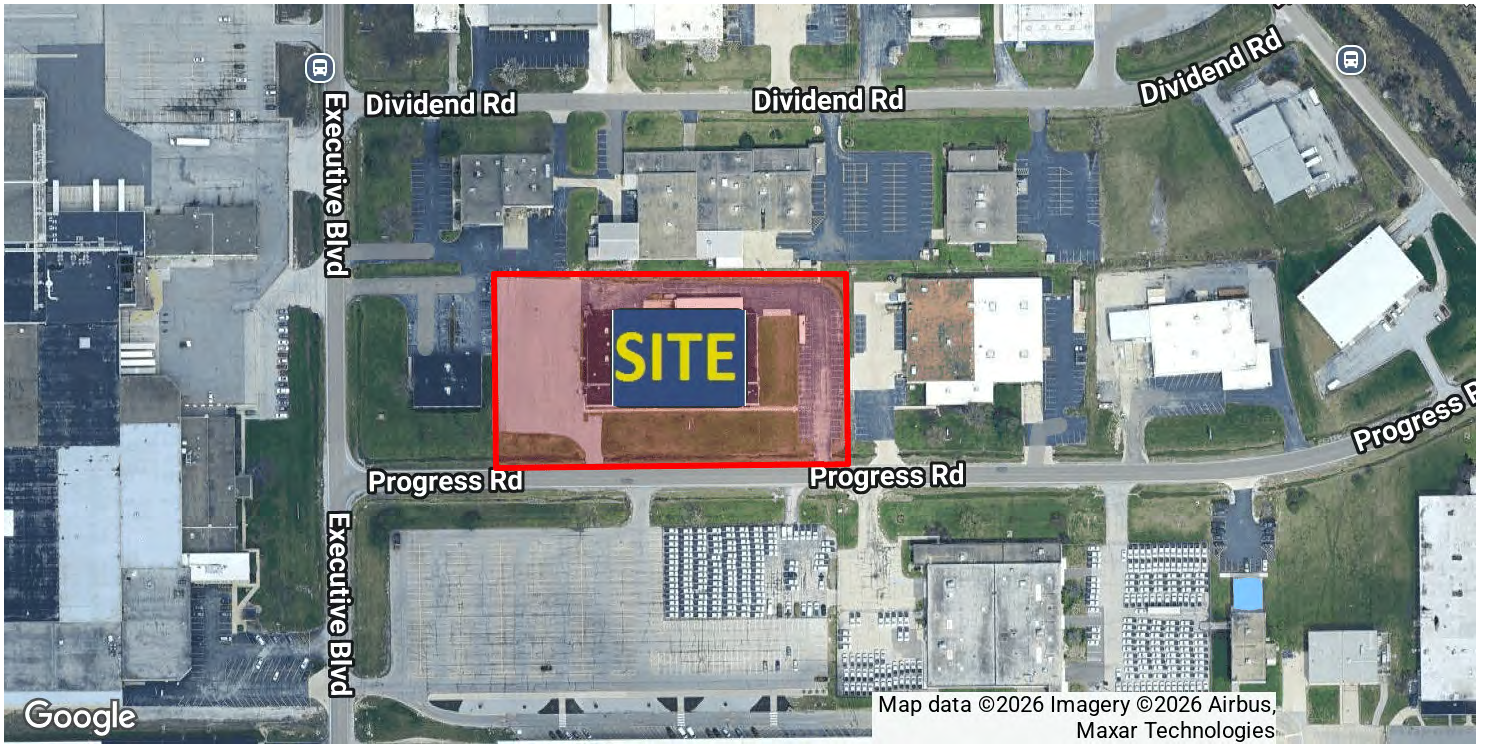 Dividend Rd
Dividend Rd
Dividend Rd
Executive Blvd
SITE
Progress Rd
Progress Rd
Progress R
Executive Blvd
Google
Map data ©2026 Imagery ©2026 Airbus,
Maxar Technologies